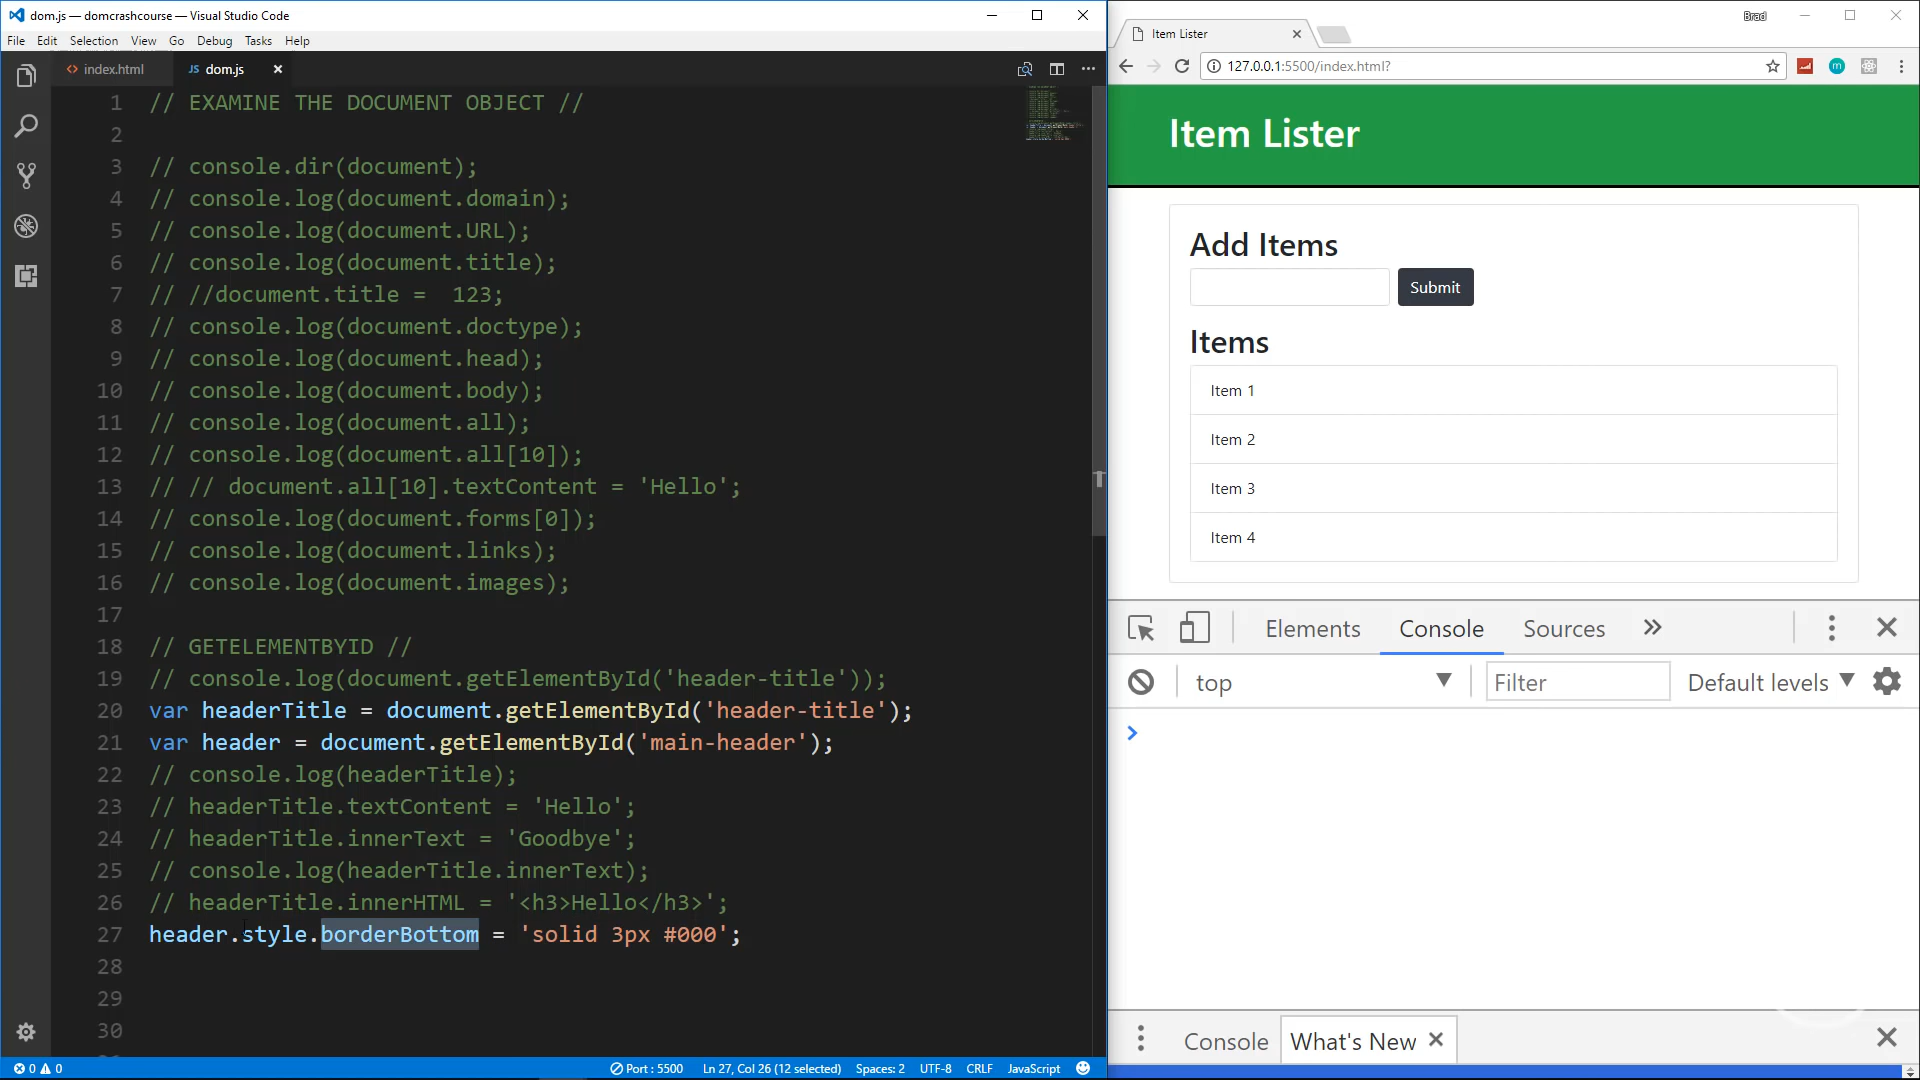 dom.js — domcrashcourse — Visual Studio Code
File Edit Selection View Go Debug Tasks Help
<> index.html JS dom.js ×
1 // EXAMINE THE DOCUMENT OBJECT //
2
3 // console.dir(document);
4 // console.log(document.domain);
5 // console.log(document.URL);
6 // console.log(document.title);
7 // //document.title =  123;
8 // console.log(document.doctype);
9 // console.log(document.head);
10 // console.log(document.body);
11 // console.log(document.all);
12 // console.log(document.all[10]);
13 // // document.all[10].textContent = 'Hello';
14 // console.log(document.forms[0]);
15 // console.log(document.links);
16 // console.log(document.images);
17
18 // GETELEMENTBYID //
19 // console.log(document.getElementById('header-title'));
20 var headerTitle = document.getElementById('header-title');
21 var header = document.getElementById('main-header');
22 // console.log(headerTitle);
23 // headerTitle.textContent = 'Hello';
24 // headerTitle.innerText = 'Goodbye';
25 // console.log(headerTitle.innerText);
26 // headerTitle.innerHTML = '<h3>Hello</h3>';
27 header.style.borderBottom = 'solid 3px #000';
28
29
30
0 0 Port : 5500 Ln 27, Col 26 (12 selected) Spaces: 2 UTF-8 CRLF JavaScript
Brad
Item Lister
127.0.0.1:5500/index.html?
Item Lister
Add Items
Submit
Items
Item 1
Item 2
Item 3
Item 4
Elements Console Sources »
top Filter Default levels
>
Console What's New ×